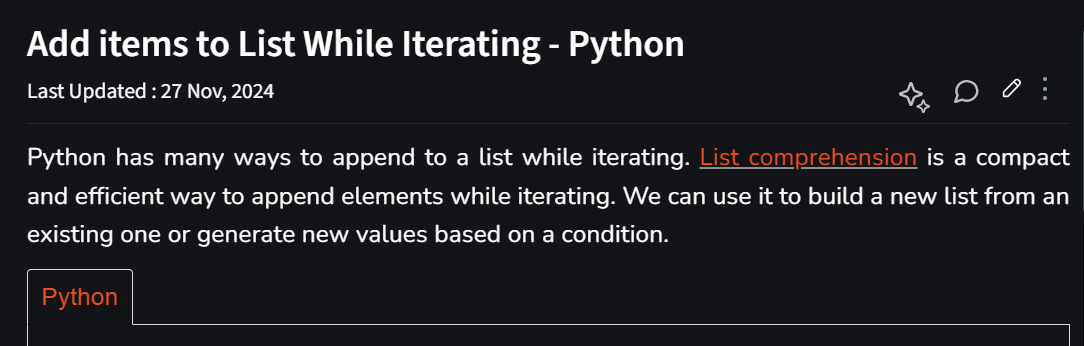 Add items to List While Iterating - Python
Last Updated : 27 Nov, 2024
Python has many ways to append to a list while iterating. List comprehension is a compact
and efficient way to append elements while iterating. We can use it to build a new list from an
existing one or generate new values based on a condition.
Python